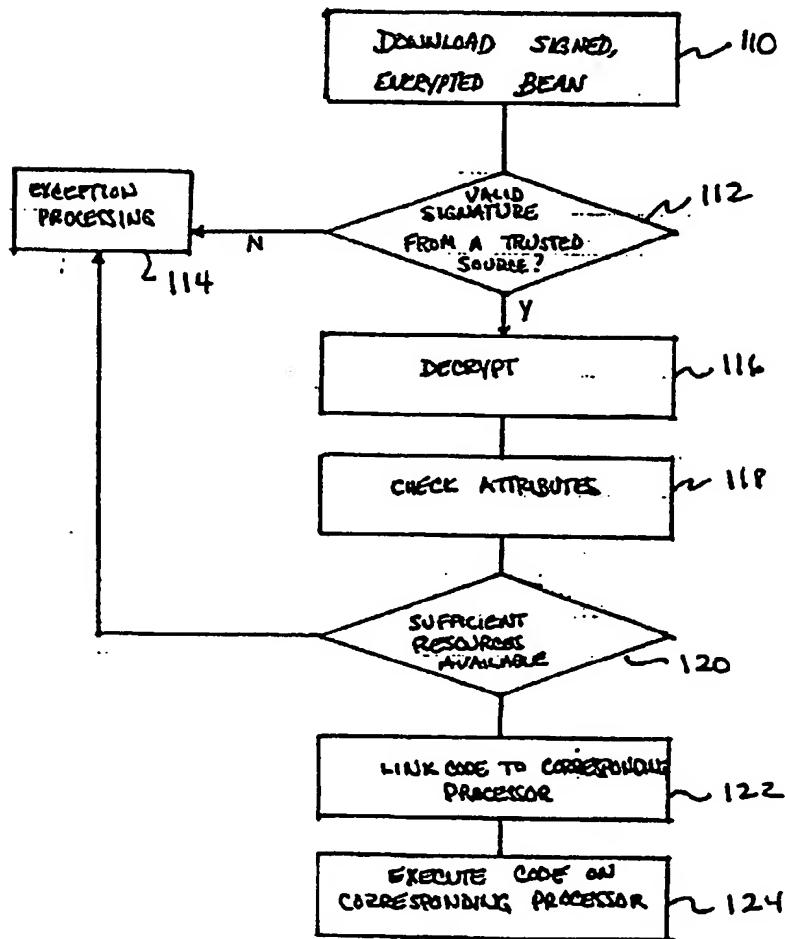 DOWNLOAD SIGNED,
ENCRYPTED BEAN
110
EXCEPTION
PROCESSING
114
VALID
SIGNATURE
FROM A TRUSTED
SOURCE?
112
N
Y
DECRYPT
116
CHECK ATTRIBUTES
118
SUFFICIENT
RESOURCES
AVAILABLE
120
LINK CODE TO CORRESPONDING
PROCESSOR
122
EXECUTE CODE ON
CORRESPONDING PROCESSOR
124